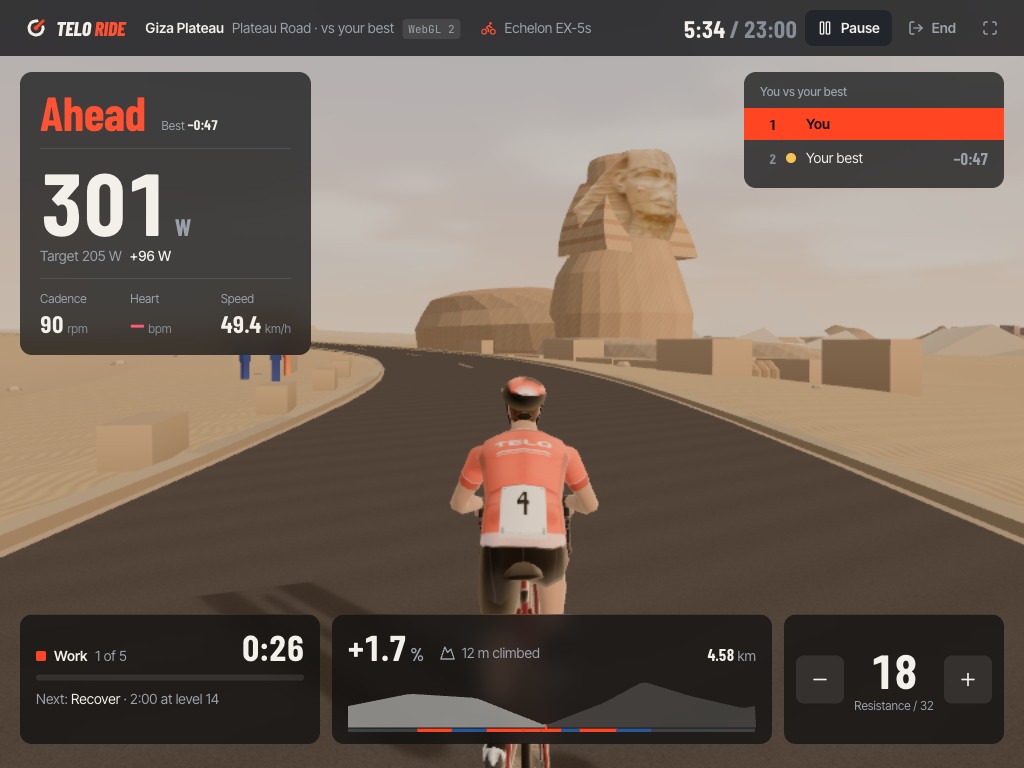 TELO RIDE Giza Plateau Plateau Road · vs your best WebGL 2 Echelon EX-5s 5:34 / 23:00 Pause End
Ahead Best −0:47
301 W
Target 205 W +96 W
Cadence Heart Speed
90 rpm — bpm 49.4 km/h
You vs your best
1 You
2 Your best −0:47
TELO
4
Work 1 of 5 0:26
Next: Recover · 2:00 at level 14
+1.7 % 12 m climbed 4.58 km
− 18 +
Resistance / 32